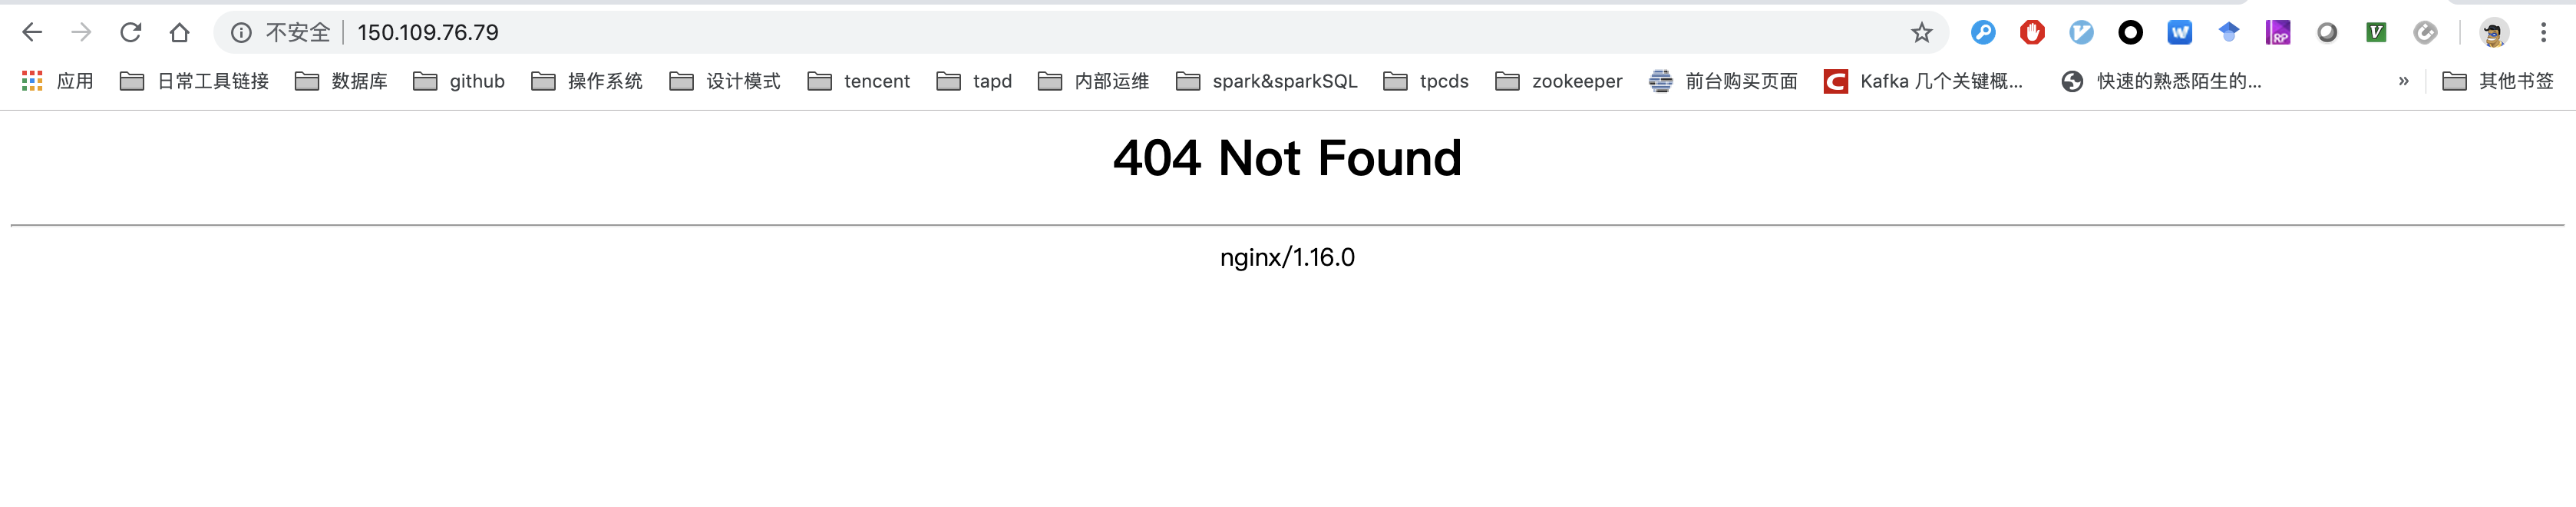 不安全 150.109.76.79
应用 日常工具链接 数据库 github 操作系统 设计模式 tencent tapd 内部运维 spark&sparkSQL tpcds zookeeper 前台购买页面 Kafka 几个关键概... 快速的熟悉陌生的... » 其他书签
404 Not Found
nginx/1.16.0